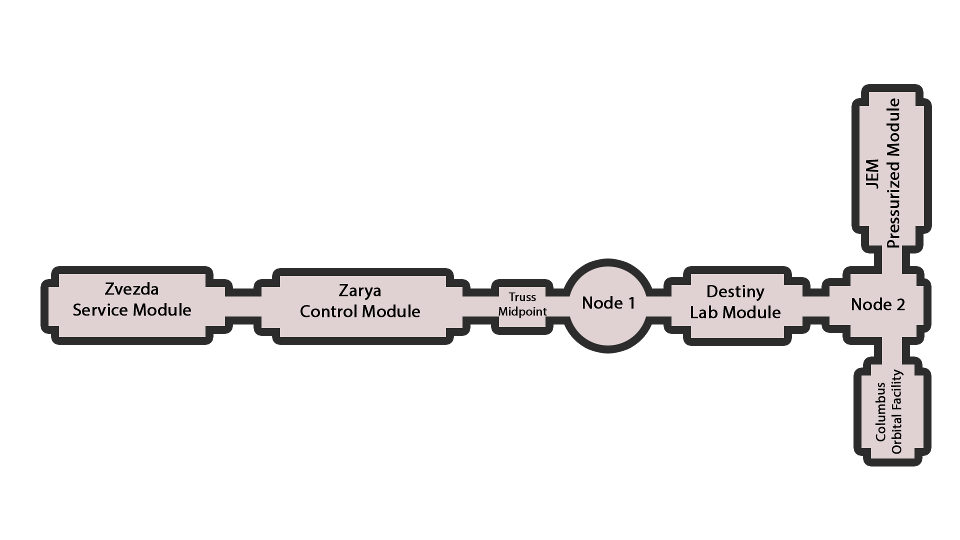 Zvezda
Service Module
Zarya
Control Module
Truss
Midpoint
Node 1
Destiny
Lab Module
Node 2
JEM
Pressurized Module
Columbus
Orbital Facility